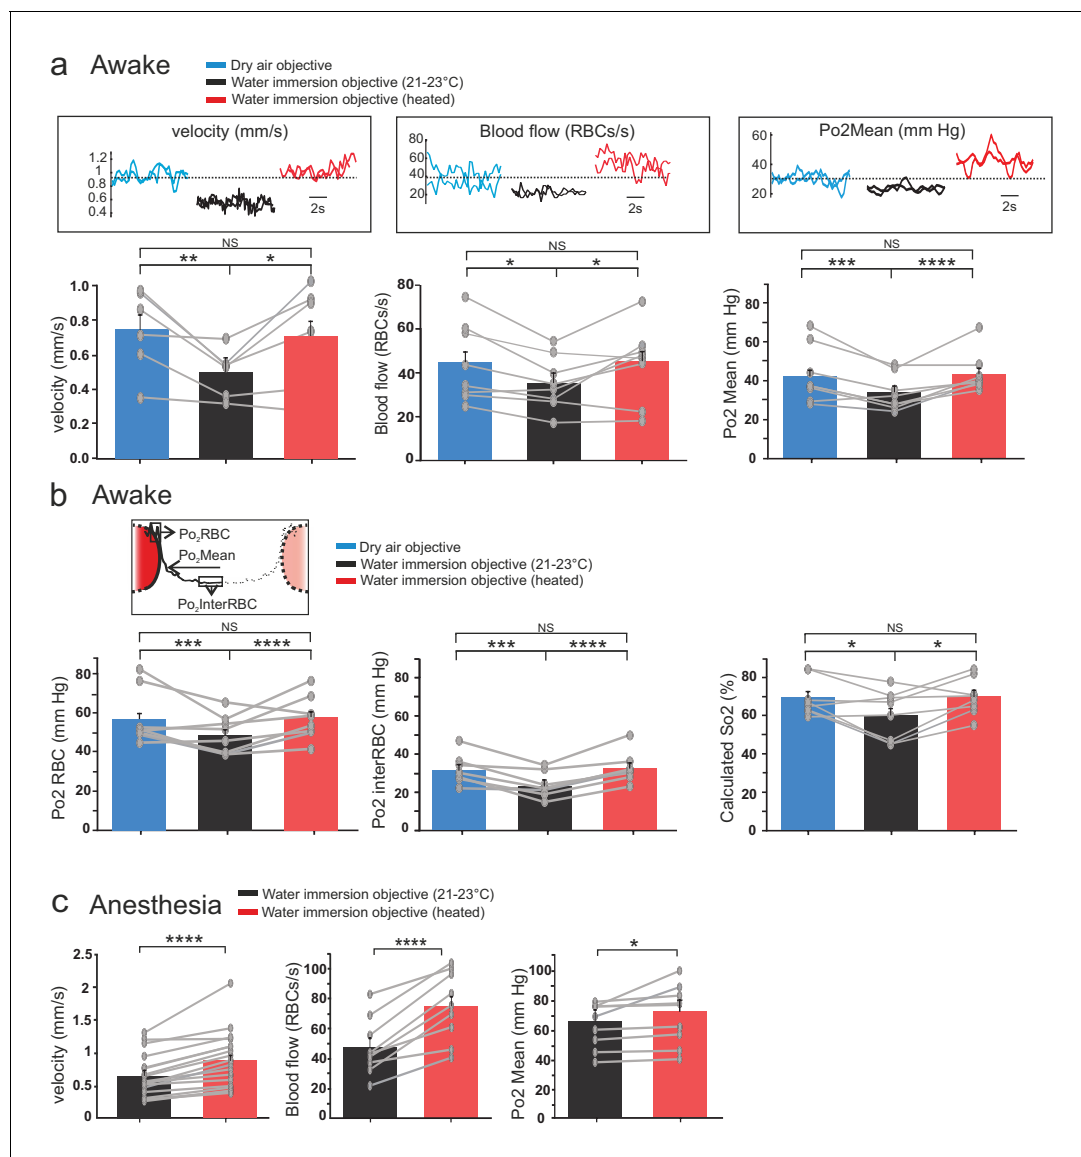 a Awake
Dry air objective
Water immersion objective (21-23°C)
Water immersion objective (heated)
velocity (mm/s)
1.2
1
0.8
0.6
0.4
2s
Blood flow (RBCs/s)
80
60
40
20
2s
Po2Mean (mm Hg)
60
40
20
2s
NS
** *
velocity (mm/s)
1.0
0.8
0.6
0.4
0.2
0.0
NS
* *
Blood flow (RBCs/s)
80
60
40
20
0
NS
*** ****
Po2 Mean (mm Hg)
80
60
40
20
0
b Awake
Po2RBC
Po2Mean
Po2InterRBC
Dry air objective
Water immersion objective (21-23°C)
Water immersion objective (heated)
NS
*** ****
Po2 RBC (mm Hg)
80
60
40
20
0
NS
*** ****
Po2 interRBC (mm Hg)
80
60
40
20
0
NS
* *
Calculated So2 (%)
80
60
40
20
0
c Anesthesia
Water immersion objective (21-23°C)
Water immersion objective (heated)
****
velocity (mm/s)
2.5
2
1.5
1
0.5
0
****
Blood flow (RBCs/s)
100
80
60
40
20
0
*
Po2 Mean (mm Hg)
100
80
60
40
20
0